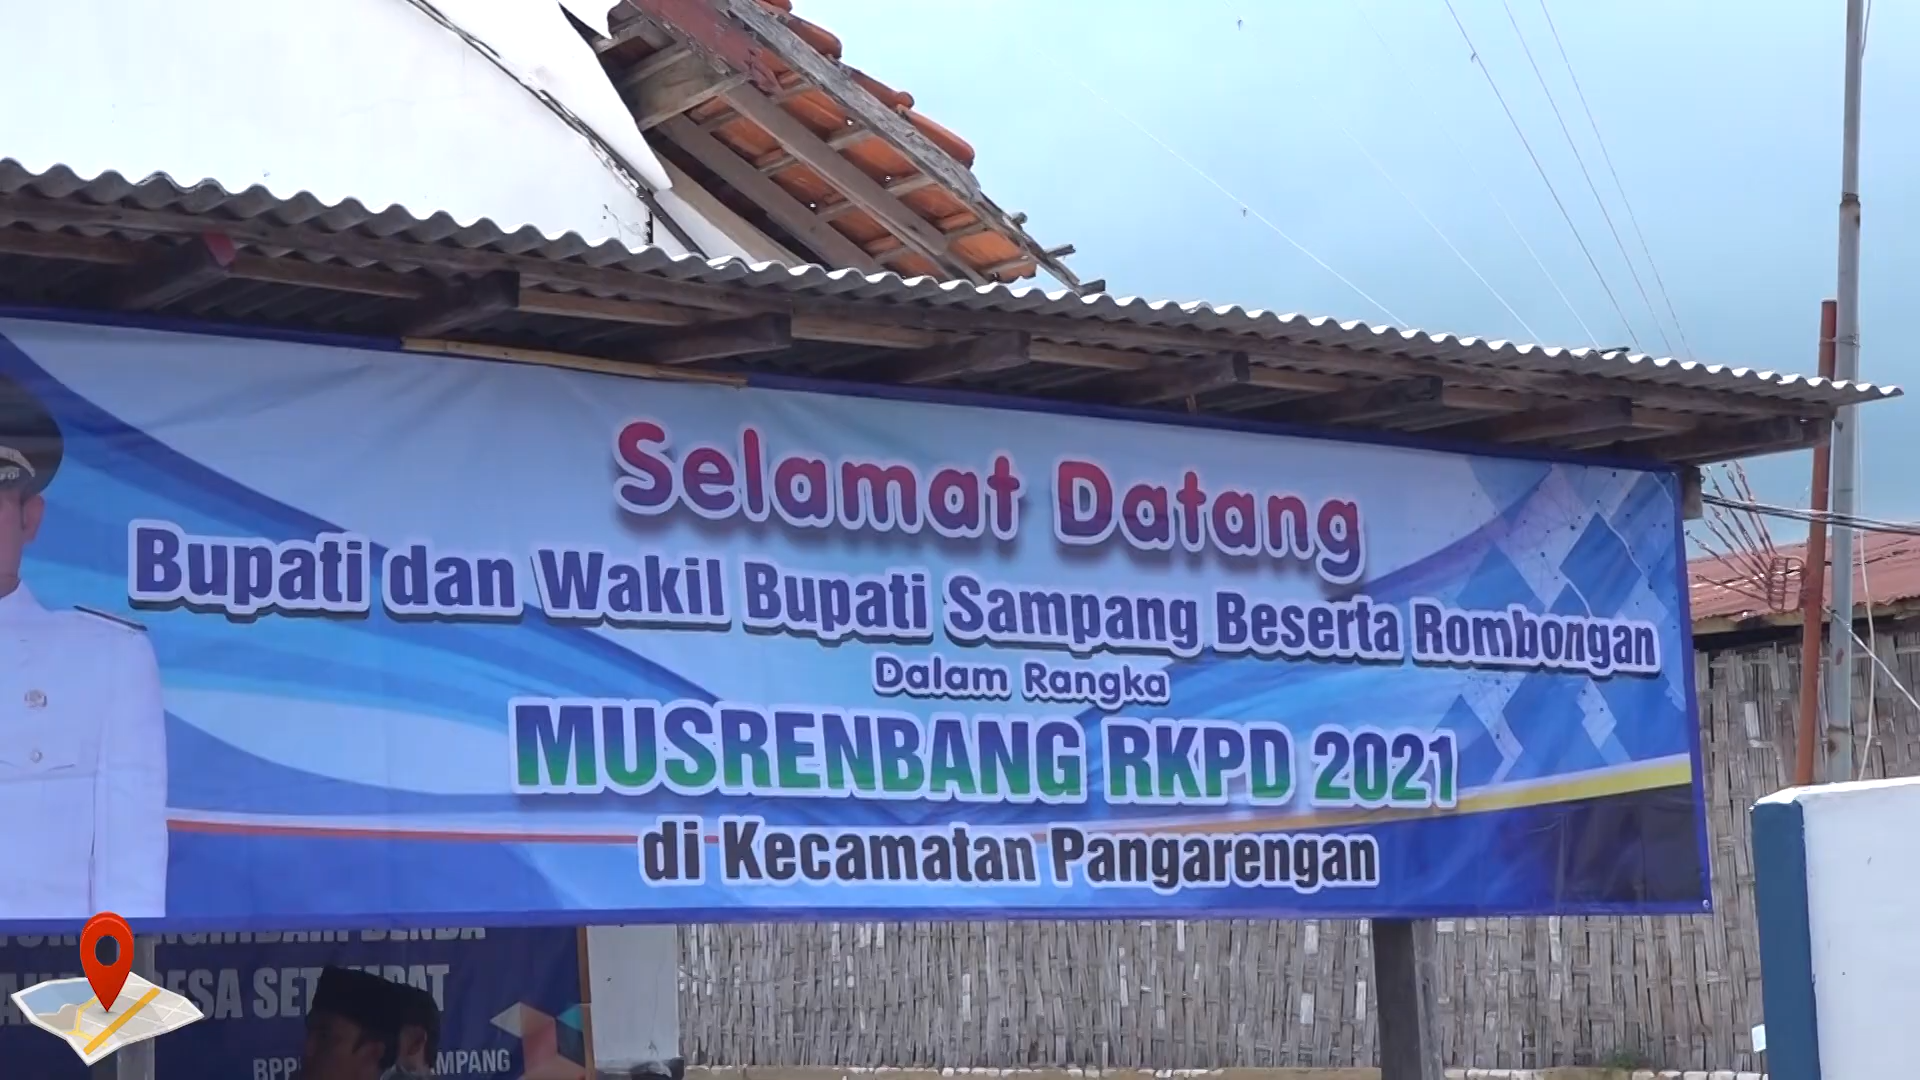 Selamat Datang
Bupati dan Wakil Bupati Sampang Beserta Rombongan
Dalam Rangka
MUSRENBANG RKPD 2021
di Kecamatan Pangarengan